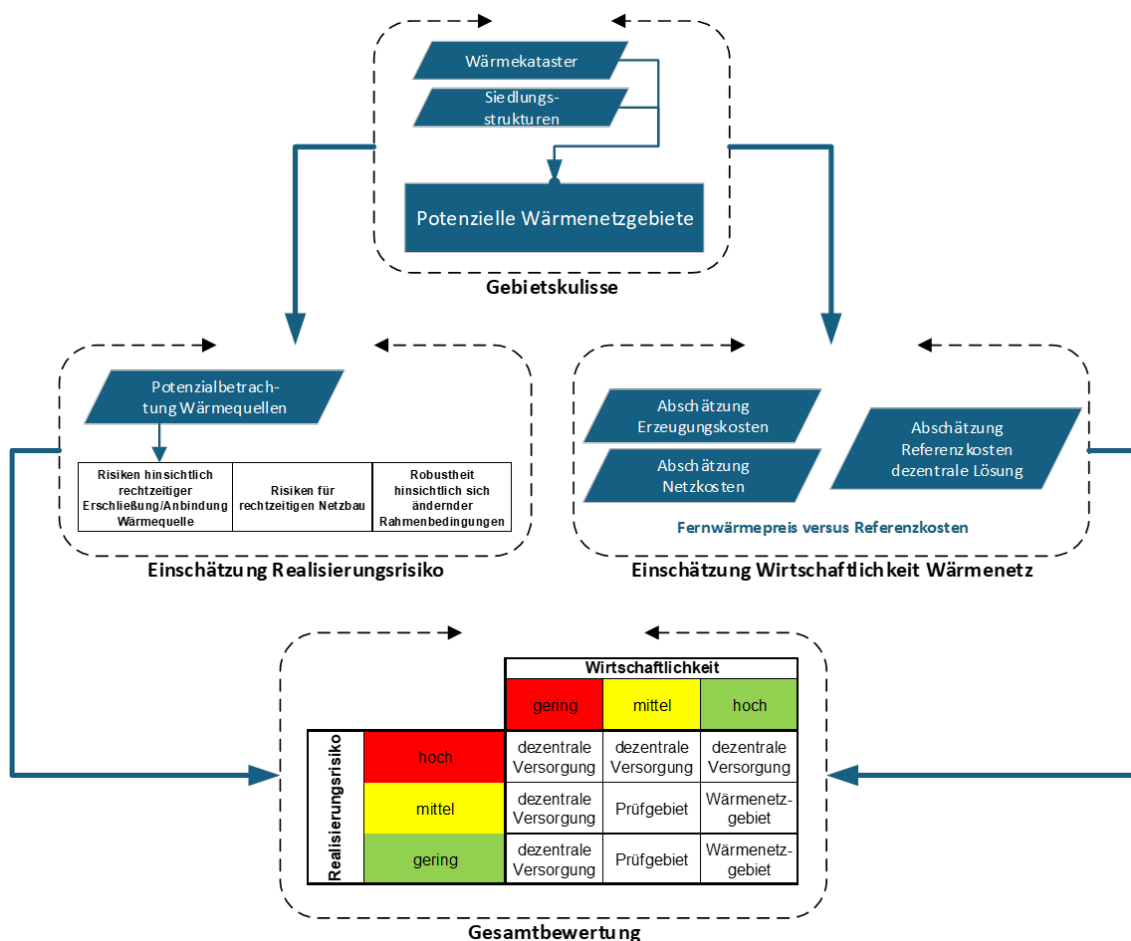 Wärmekataster
Siedlungs-
strukturen
Potenzielle Wärmenetzgebiete
Gebietskulisse
Potenzialbetrach-
tung Wärmequellen
Risiken hinsichtlich
rechtzeitiger
Erschließung/Anbindung
Wärmequelle
Risiken für
rechtzeitigen Netzbau
Robustheit
hinsichtlich sich
ändernder
Rahmenbedingungen
Einschätzung Realisierungsrisiko
Abschätzung
Erzeugungskosten
Abschätzung
Netzkosten
Abschätzung
Referenzkosten
dezentrale Lösung
Fernwärmepreis versus Referenzkosten
Einschätzung Wirtschaftlichkeit Wärmenetz
Wirtschaftlichkeit
gering
mittel
hoch
Realisierungsrisiko
hoch
dezentrale
Versorgung
dezentrale
Versorgung
dezentrale
Versorgung
mittel
dezentrale
Versorgung
Prüfgebiet
Wärmenetz-
gebiet
gering
dezentrale
Versorgung
Prüfgebiet
Wärmenetz-
gebiet
Gesamtbewertung